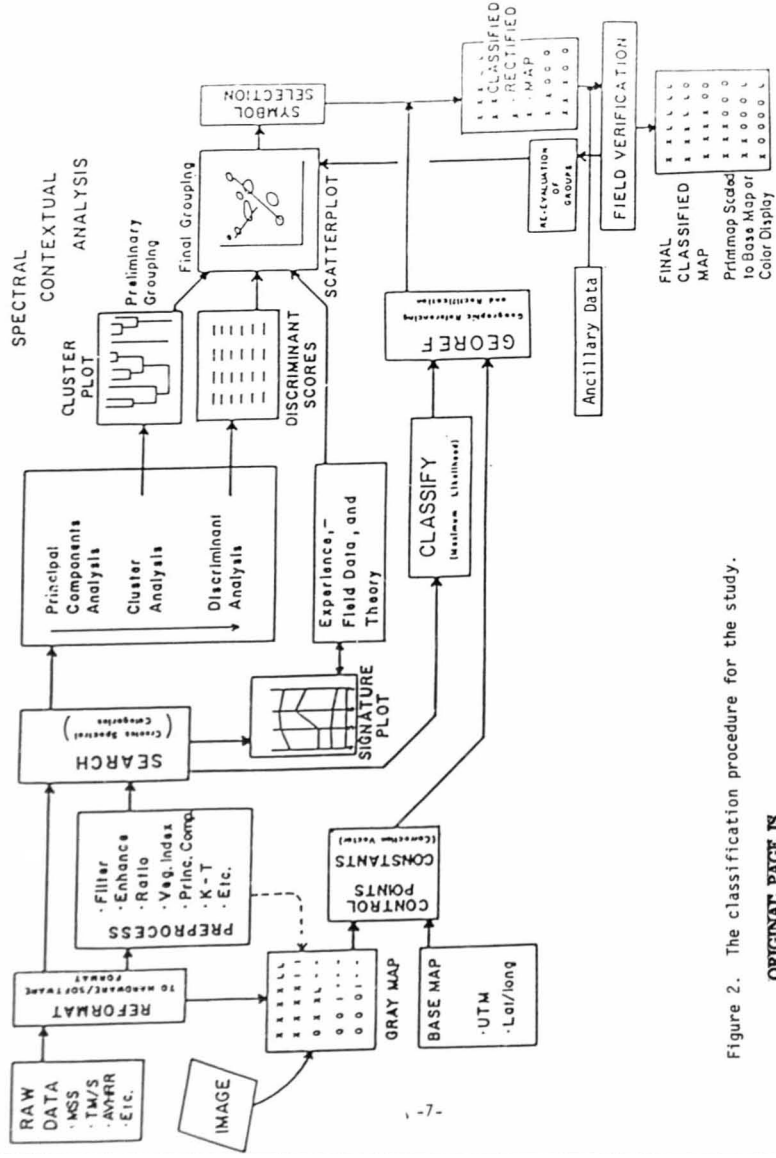 RAW
DATA
· MSS
· TM/S
· AVHRR
· Etc.
REFORMAT
TO HARDWARE/SOFTWARE
FORMAT
PREPROCESS
· Filter
· Enhance
· Ratio
· Veg. Index
· Princ. Comp.
· K-T
· Etc.
IMAGE
X X X X L L
X X X X I I
O X X L · ·
O O I · · ·
O O O I · ·
GRAY MAP
BASE MAP
· UTM
· Lat/long
CONTROL
POINTS
CONSTANTS
(Correction Vector)
SEARCH
(Creates Spectral
Categories)
SIGNATURE
PLOT
Principal
Components
Analysis
Cluster
Analysis
Discriminant
Analysis
Experience,-
Field Data, and
Theory
SPECTRAL
CONTEXTUAL
ANALYSIS
CLUSTER
PLOT
Preliminary
Grouping
DISCRIMINANT
SCORES
Final Grouping
SCATTERPLOT
SYMBOL
SELECTION
CLASSIFY
(Maximum Likelihood)
GEOREF
Geographic Referencing
and Rectification
CLASSIFIED
RECTIFIED
MAP
Ancillary Data
RE-EVALUATION
OF
GROUPS
FIELD VERIFICATION
FINAL
CLASSIFIED
MAP
X X L L L L
X X X L L O
X X X X O O
X X X O O O
X X O O O L
X O O O O L
Printmap Scaled
to Base Map or
Color Display
Figure 2. The classification procedure for the study.
-7-
ORIGINAL PAGE IS